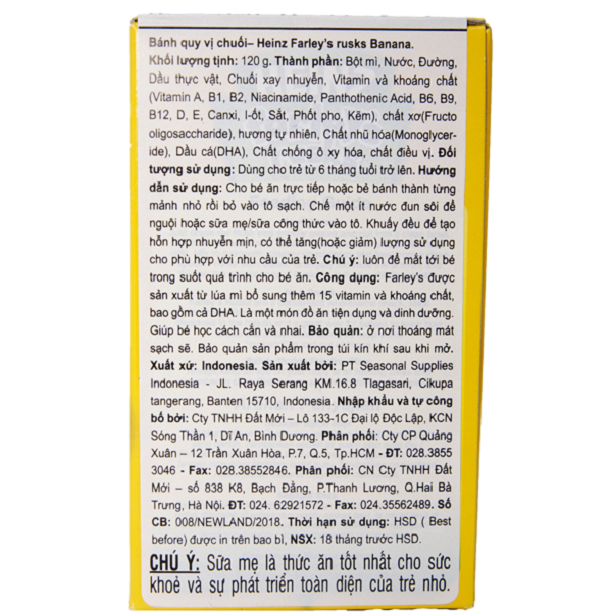 Bánh quy vị chuối– Heinz Farley's rusks Banana.
Khối lượng tịnh: 120 g. Thành phần: Bột mì, Nước, Đường,
Dầu thực vật, Chuối xay nhuyễn, Vitamin và khoáng chất
(Vitamin A, B1, B2, Niacinamide, Panthothenic Acid, B6, B9,
B12, D, E, Canxi, I-ốt, Sắt, Phốt pho, Kẽm), chất xơ(Fructo
oligosaccharide), hương tự nhiên, Chất nhũ hóa(Monoglycer-
ide), Dầu cá(DHA), Chất chống ô xy hóa, chất điều vị. Đối
tượng sử dụng: Dùng cho trẻ từ 6 tháng tuổi trở lên. Hướng
dẫn sử dụng: Cho bé ăn trực tiếp hoặc bẻ bánh thành từng
mảnh nhỏ rồi bỏ vào tô sạch. Chế một ít nước đun sôi để
nguội hoặc sữa mẹ/sữa công thức vào tô. Khuấy đều để tạo
hỗn hợp nhuyễn mịn, có thể tăng(hoặc giảm) lượng sử dụng
cho phù hợp với nhu cầu của trẻ. Chú ý: luôn để mắt tới bé
trong suốt quá trình cho bé ăn. Công dụng: Farley's được
sản xuất từ lúa mì bổ sung thêm 15 vitamin và khoáng chất,
bao gồm cả DHA. Là một món đồ ăn tiện dụng và dinh dưỡng.
Giúp bé học cách cắn và nhai. Bảo quản: ở nơi thoáng mát
sạch sẽ. Bảo quản sản phẩm trong túi kín khí sau khi mở.
Xuất xứ: Indonesia. Sản xuất bởi: PT Seasonal Supplies
Indonesia - JL. Raya Serang KM.16.8 Tlagasari, Cikupa
tangerang, Banten 15710, Indonesia. Nhập khẩu và tự công
bố bởi: Cty TNHH Đất Mới – Lô 133-1C Đại lộ Độc Lập, KCN
Sóng Thần 1, Dĩ An, Bình Dương. Phân phối: Cty CP Quảng
Xuân – 12 Trần Xuân Hòa, P.7, Q.5, Tp.HCM - ĐT: 028.3855
3046 - Fax: 028.38552846. Phân phối: CN Cty TNHH Đất
Mới – số 838 K8, Bạch Đằng, P.Thanh Lương, Q.Hai Bà
Trưng, Hà Nội. ĐT: 024. 62921572 – Fax: 024.35562489. Số
CB: 008/NEWLAND/2018. Thời hạn sử dụng: HSD ( Best
before) được in trên bao bì, NSX: 18 tháng trước HSD.
CHÚ Ý: Sữa mẹ là thức ăn tốt nhất cho sức
khoẻ và sự phát triển toàn diện của trẻ nhỏ.